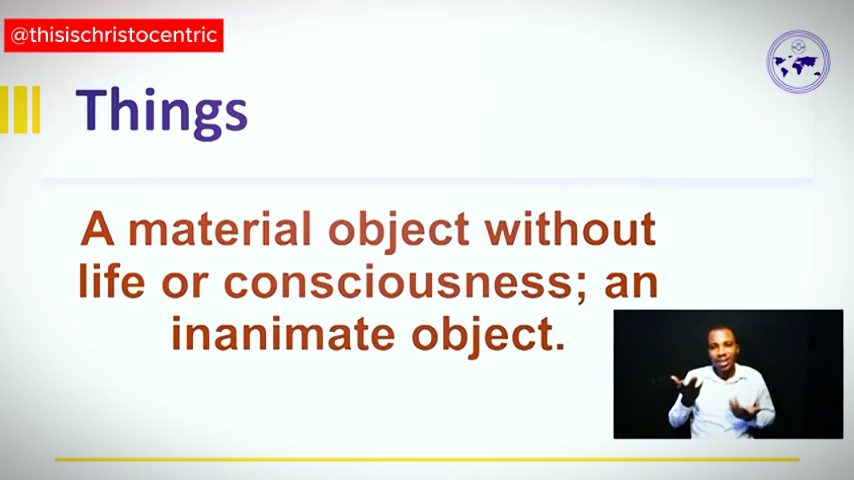 @thisischristocentric
Things
A material object without
life or consciousness; an
inanimate object.